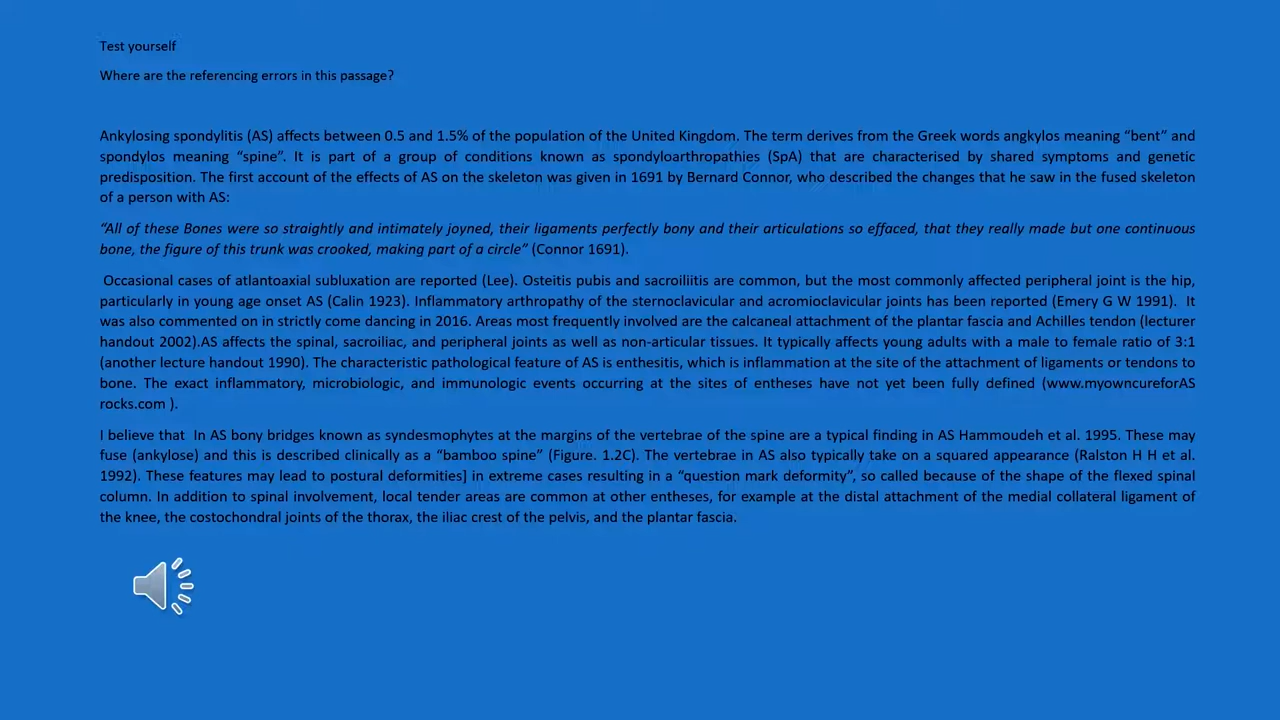 Test yourself
Where are the referencing errors in this passage?
Ankylosing spondylitis (AS) affects between 0.5 and 1.5% of the population of the United Kingdom. The term derives from the Greek words angkylos meaning “bent” and
spondylos meaning “spine”. It is part of a group of conditions known as spondyloarthropathies (SpA) that are characterised by shared symptoms and genetic
predisposition. The first account of the effects of AS on the skeleton was given in 1691 by Bernard Connor, who described the changes that he saw in the fused skeleton
of a person with AS:
“All of these Bones were so straightly and intimately joyned, their ligaments perfectly bony and their articulations so effaced, that they really made but one continuous
bone, the figure of this trunk was crooked, making part of a circle” (Connor 1691).
Occasional cases of atlantoaxial subluxation are reported (Lee). Osteitis pubis and sacroiliitis are common, but the most commonly affected peripheral joint is the hip,
particularly in young age onset AS (Calin 1923). Inflammatory arthropathy of the sternoclavicular and acromioclavicular joints has been reported (Emery G W 1991). It
was also commented on in strictly come dancing in 2016. Areas most frequently involved are the calcaneal attachment of the plantar fascia and Achilles tendon (lecturer
handout 2002).AS affects the spinal, sacroiliac, and peripheral joints as well as non-articular tissues. It typically affects young adults with a male to female ratio of 3:1
(another lecture handout 1990). The characteristic pathological feature of AS is enthesitis, which is inflammation at the site of the attachment of ligaments or tendons to
bone. The exact inflammatory, microbiologic, and immunologic events occurring at the sites of entheses have not yet been fully defined (www.myowncureforAS
rocks.com ).
I believe that In AS bony bridges known as syndesmophytes at the margins of the vertebrae of the spine are a typical finding in AS Hammoudeh et al. 1995. These may
fuse (ankylose) and this is described clinically as a “bamboo spine” (Figure. 1.2C). The vertebrae in AS also typically take on a squared appearance (Ralston H H et al.
1992). These features may lead to postural deformities] in extreme cases resulting in a “question mark deformity”, so called because of the shape of the flexed spinal
column. In addition to spinal involvement, local tender areas are common at other entheses, for example at the distal attachment of the medial collateral ligament of
the knee, the costochondral joints of the thorax, the iliac crest of the pelvis, and the plantar fascia.